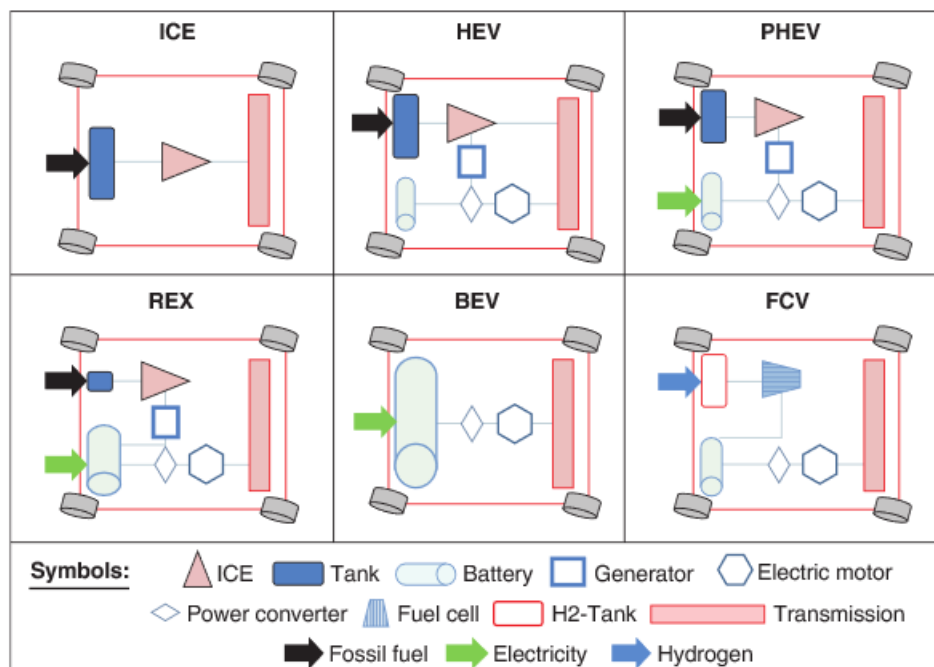 ICE HEV PHEV
REX BEV FCV
Symbols: ICE Tank Battery Generator Electric motor
Power converter Fuel cell H2-Tank Transmission
Fossil fuel Electricity Hydrogen